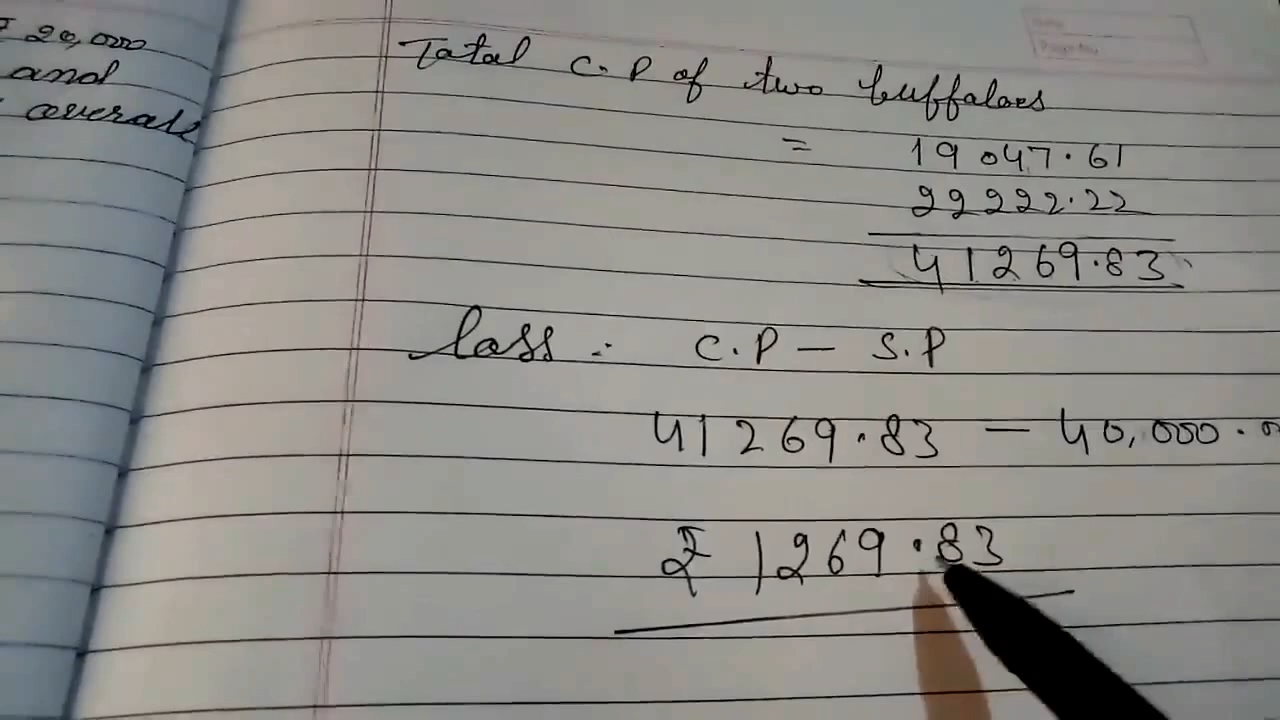 ₹ 20,000
and
overall
Total C.P of two buffaloes
= 19047.61
22222.22
41269.83
loss : C.P – S.P
41269.83 – 40,000.0
₹ 1269.83